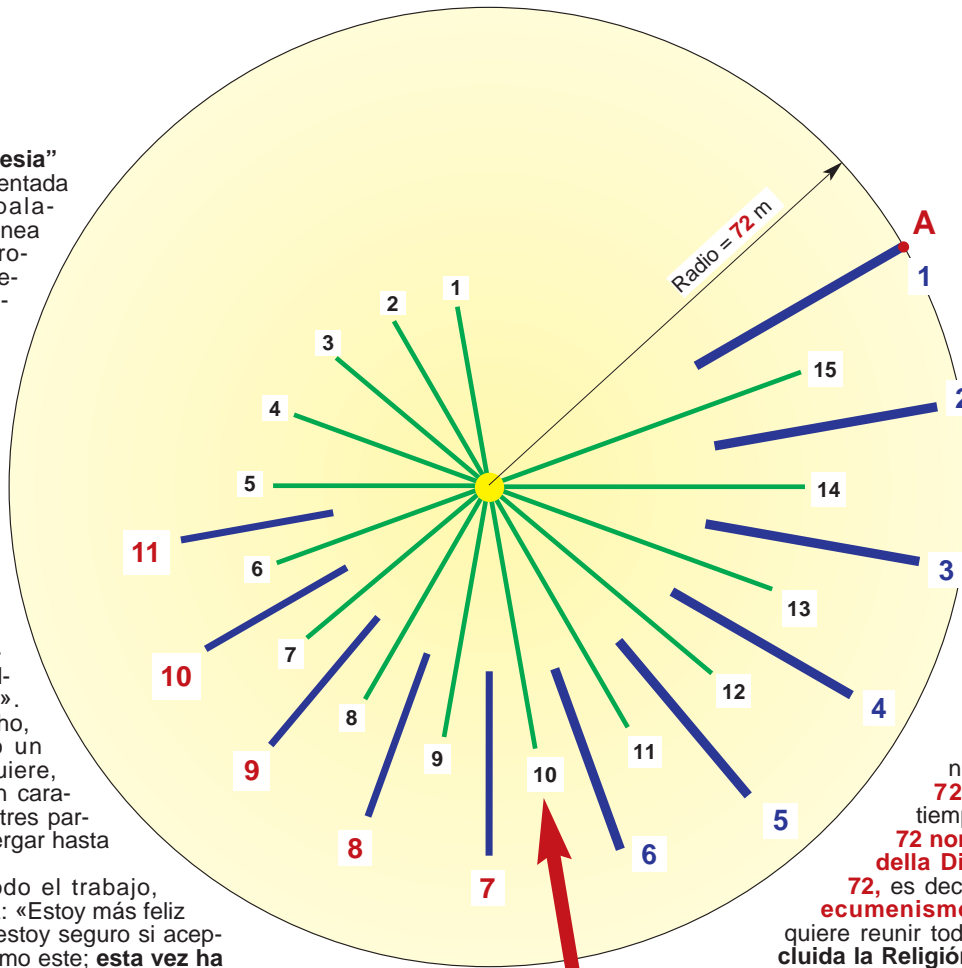 esia”
entada
pala-
nea
ro-
e-
-
l-
».
ho,
o un
uiere,
n cara-
tres par-
ergar hasta
odo el trabajo,
: «Estoy más feliz
estoy seguro si acep-
mo este; esta vez ha
Radio = 72 m
A
1
2
3
4
5
6
7
8
9
10
11
1
2
3
4
5
6
7
8
9
10
11
12
13
14
15
n
72
tiemp
72 nor
della Di
72, es dec
ecumenismo
quiere reunir tod
cluida la Religión